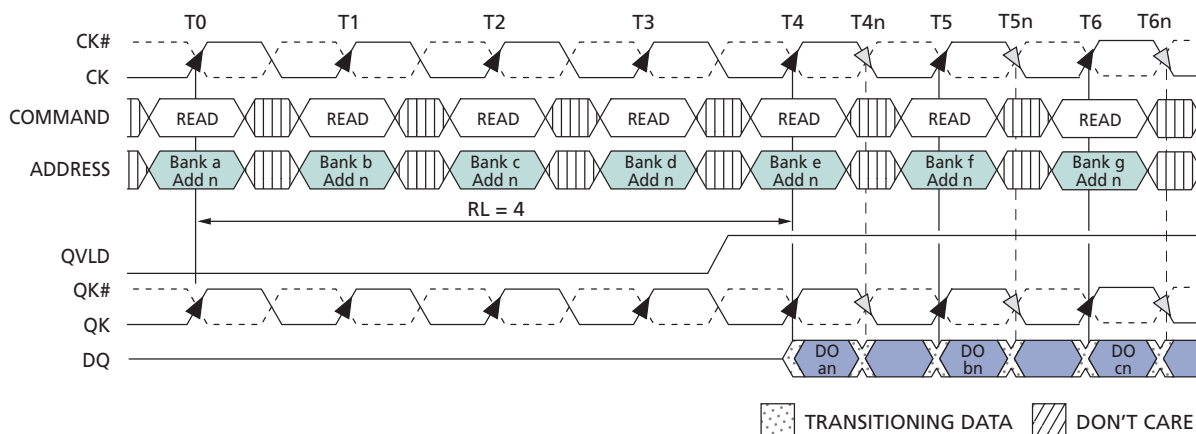 T0 T1 T2 T3 T4 T4n T5 T5n T6 T6n
CK#
CK
COMMAND READ READ READ READ READ READ READ
ADDRESS Bank a Add n Bank b Add n Bank c Add n Bank d Add n Bank e Add n Bank f Add n Bank g Add n
RL = 4
QVLD
QK#
QK
DQ DO an DO bn DO cn
TRANSITIONING DATA DON'T CARE